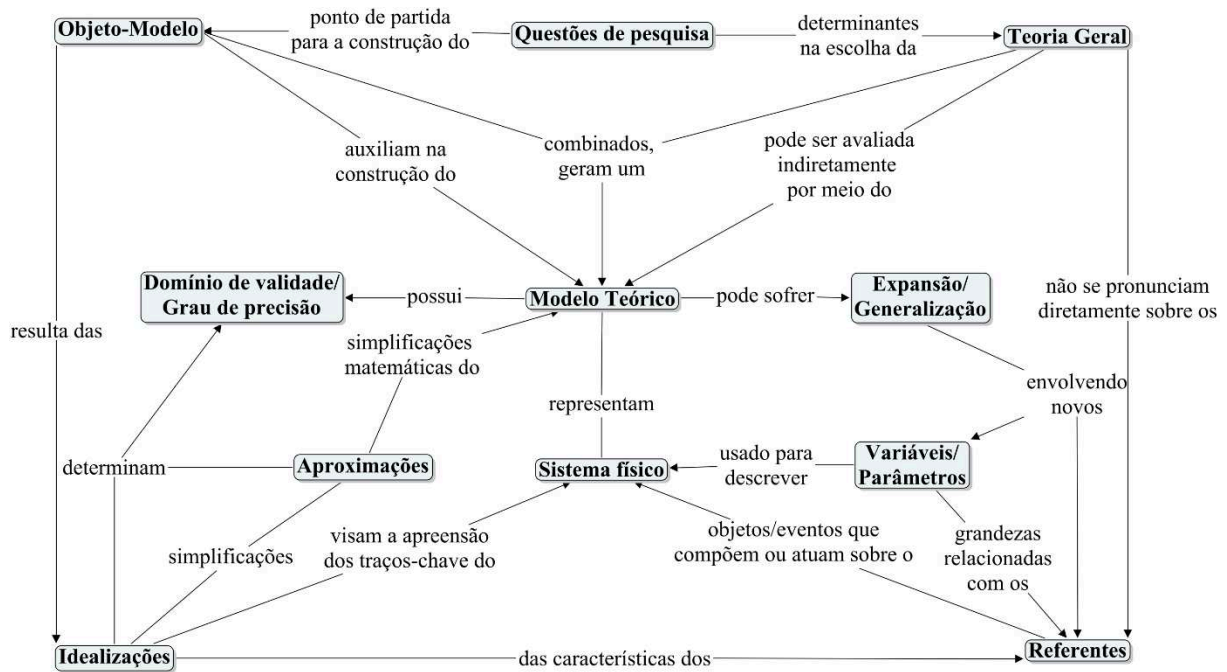 Objeto-Modelo
ponto de partida
para a construção do
Questões de pesquisa
determinantes
na escolha da
Teoria Geral
auxiliam na
construção do
combinados,
geram um
pode ser avaliada
indiretamente
por meio do
Domínio de validade/
Grau de precisão
possui
Modelo Teórico
pode sofrer
Expansão/
Generalização
não se pronunciam
diretamente sobre os
resulta das
simplificações
matemáticas do
representam
envolvendo
novos
determinam
Aproximações
Sistema físico
usado para
descrever
Variáveis/
Parâmetros
simplificações
visam a apreensão
dos traços-chave do
objetos/eventos que
compõem ou atuam sobre o
grandezas
relacionadas
com os
Idealizações
das características dos
Referentes